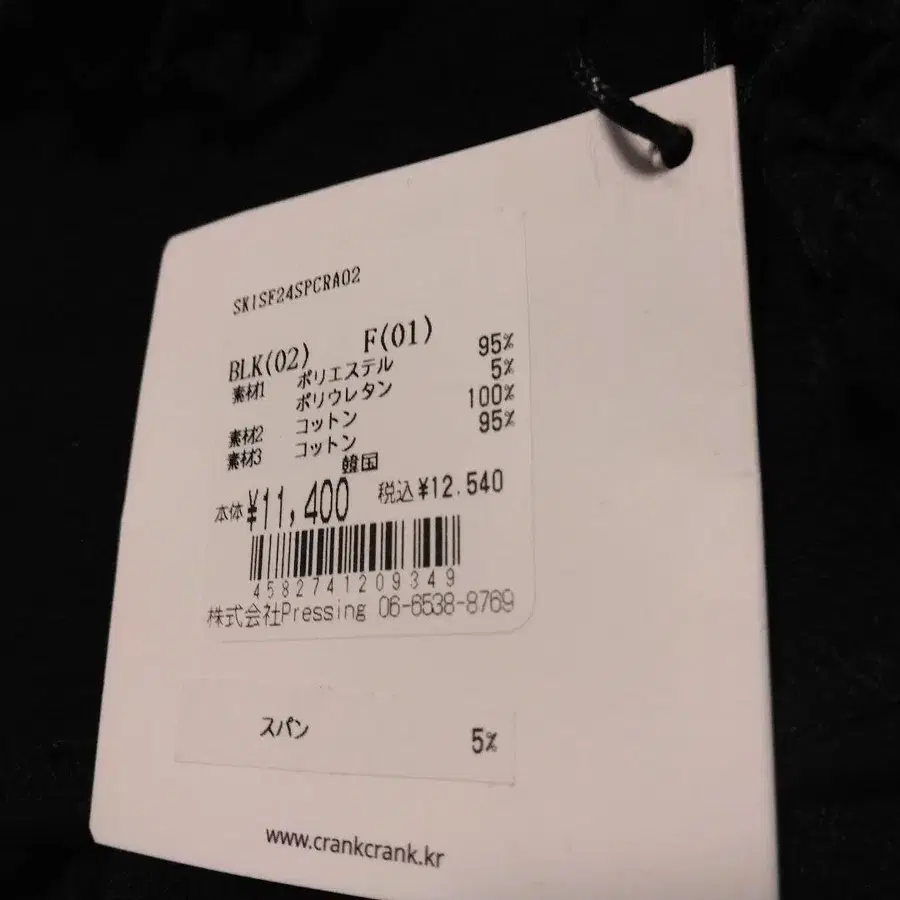 SKISE24SPCRA02
BLK(02) F(01)
素材1 ポリエステル 95%
ポリウレタン 5%
素材2 コットン 100%
素材3 コットン 95%
韓国
本体¥11,400 税込¥12.540
4582741209349
株式会社Pressing 06-6538-8769
スパン 5%
www.crankcrank.kr